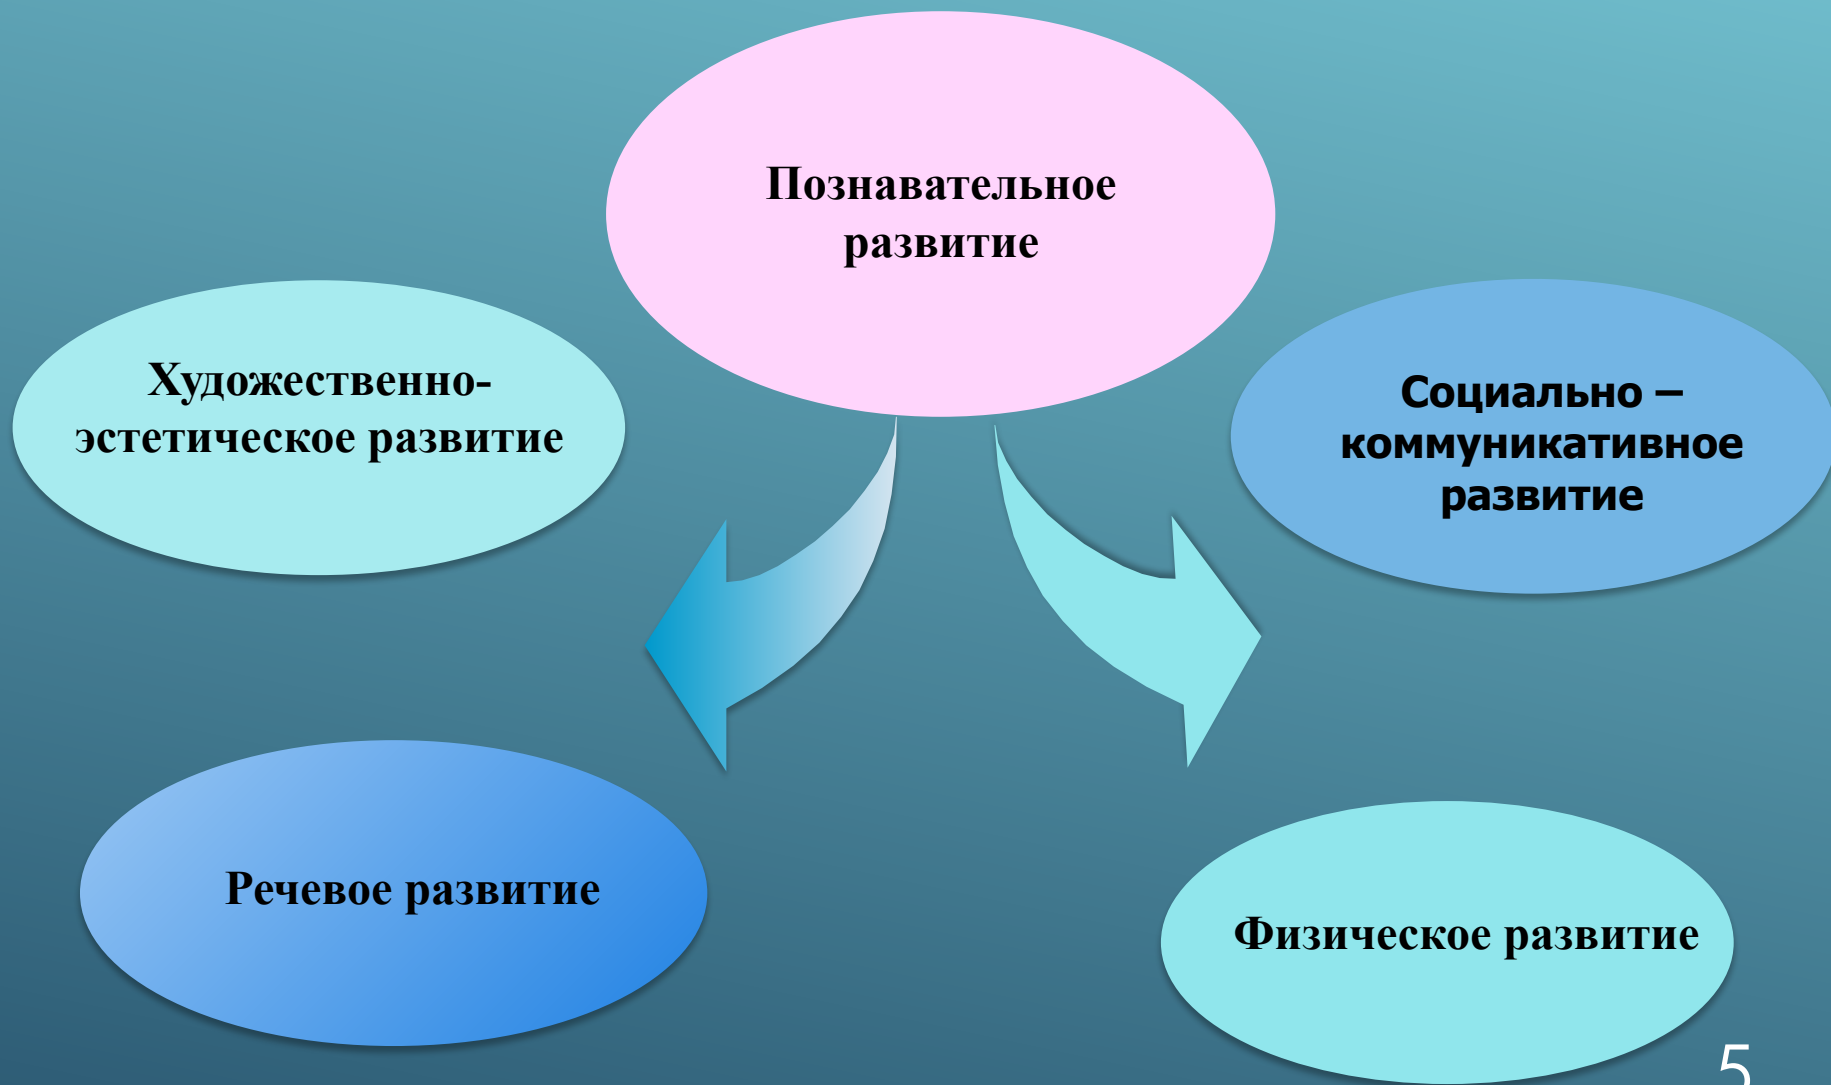 Познавательное
развитие
Художественно-
эстетическое развитие
Социально –
коммуникативное
развитие
Речевое развитие
Физическое развитие
5